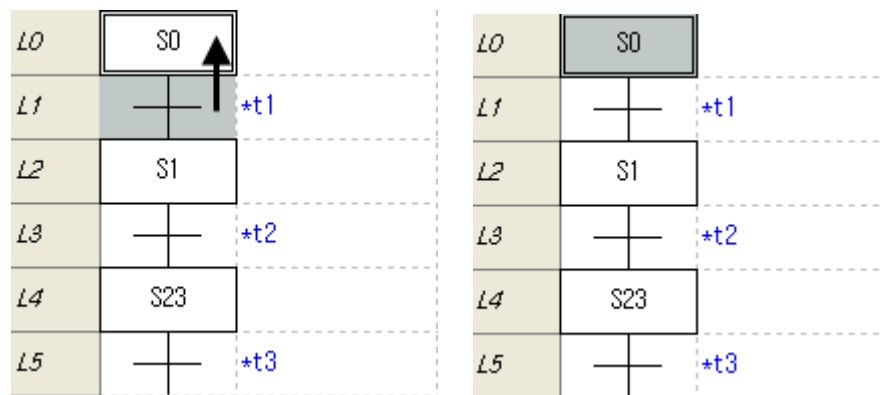 L0 S0
L1 *t1
L2 S1
L3 *t2
L4 S23
L5 *t3
L0 S0
L1 *t1
L2 S1
L3 *t2
L4 S23
L5 *t3